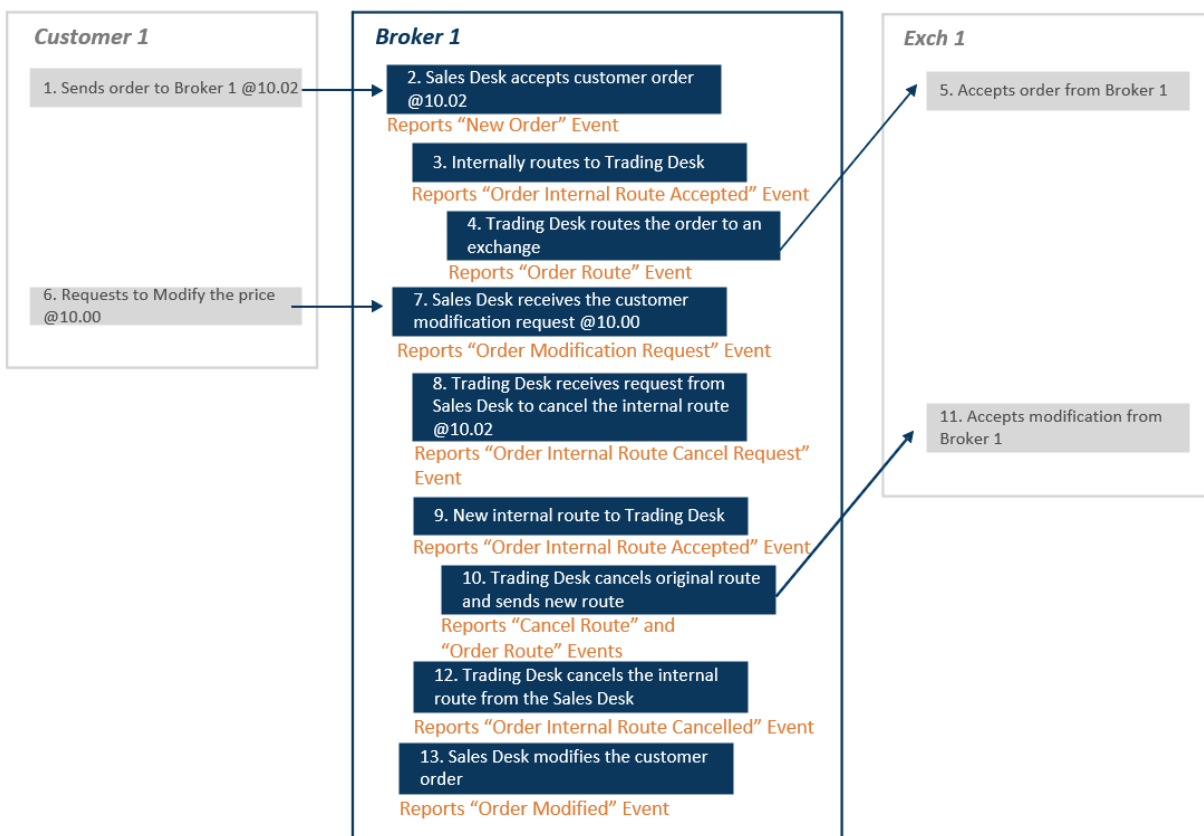 Customer 1
1. Sends order to Broker 1 @10.02
6. Requests to Modify the price
@10.00
Broker 1
2. Sales Desk accepts customer order
@10.02
Reports “New Order” Event
3. Internally routes to Trading Desk
Reports “Order Internal Route Accepted” Event
4. Trading Desk routes the order to an
exchange
Reports “Order Route” Event
7. Sales Desk receives the customer
modification request @10.00
Reports “Order Modification Request” Event
8. Trading Desk receives request from
Sales Desk to cancel the internal route
@10.02
Reports “Order Internal Route Cancel Request”
Event
9. New internal route to Trading Desk
Reports “Order Internal Route Accepted” Event
10. Trading Desk cancels original route
and sends new route
Reports “Cancel Route” and
“Order Route” Events
12. Trading Desk cancels the internal
route from the Sales Desk
Reports “Order Internal Route Cancelled” Event
13. Sales Desk modifies the customer
order
Reports “Order Modified” Event
Exch 1
5. Accepts order from Broker 1
11. Accepts modification from
Broker 1